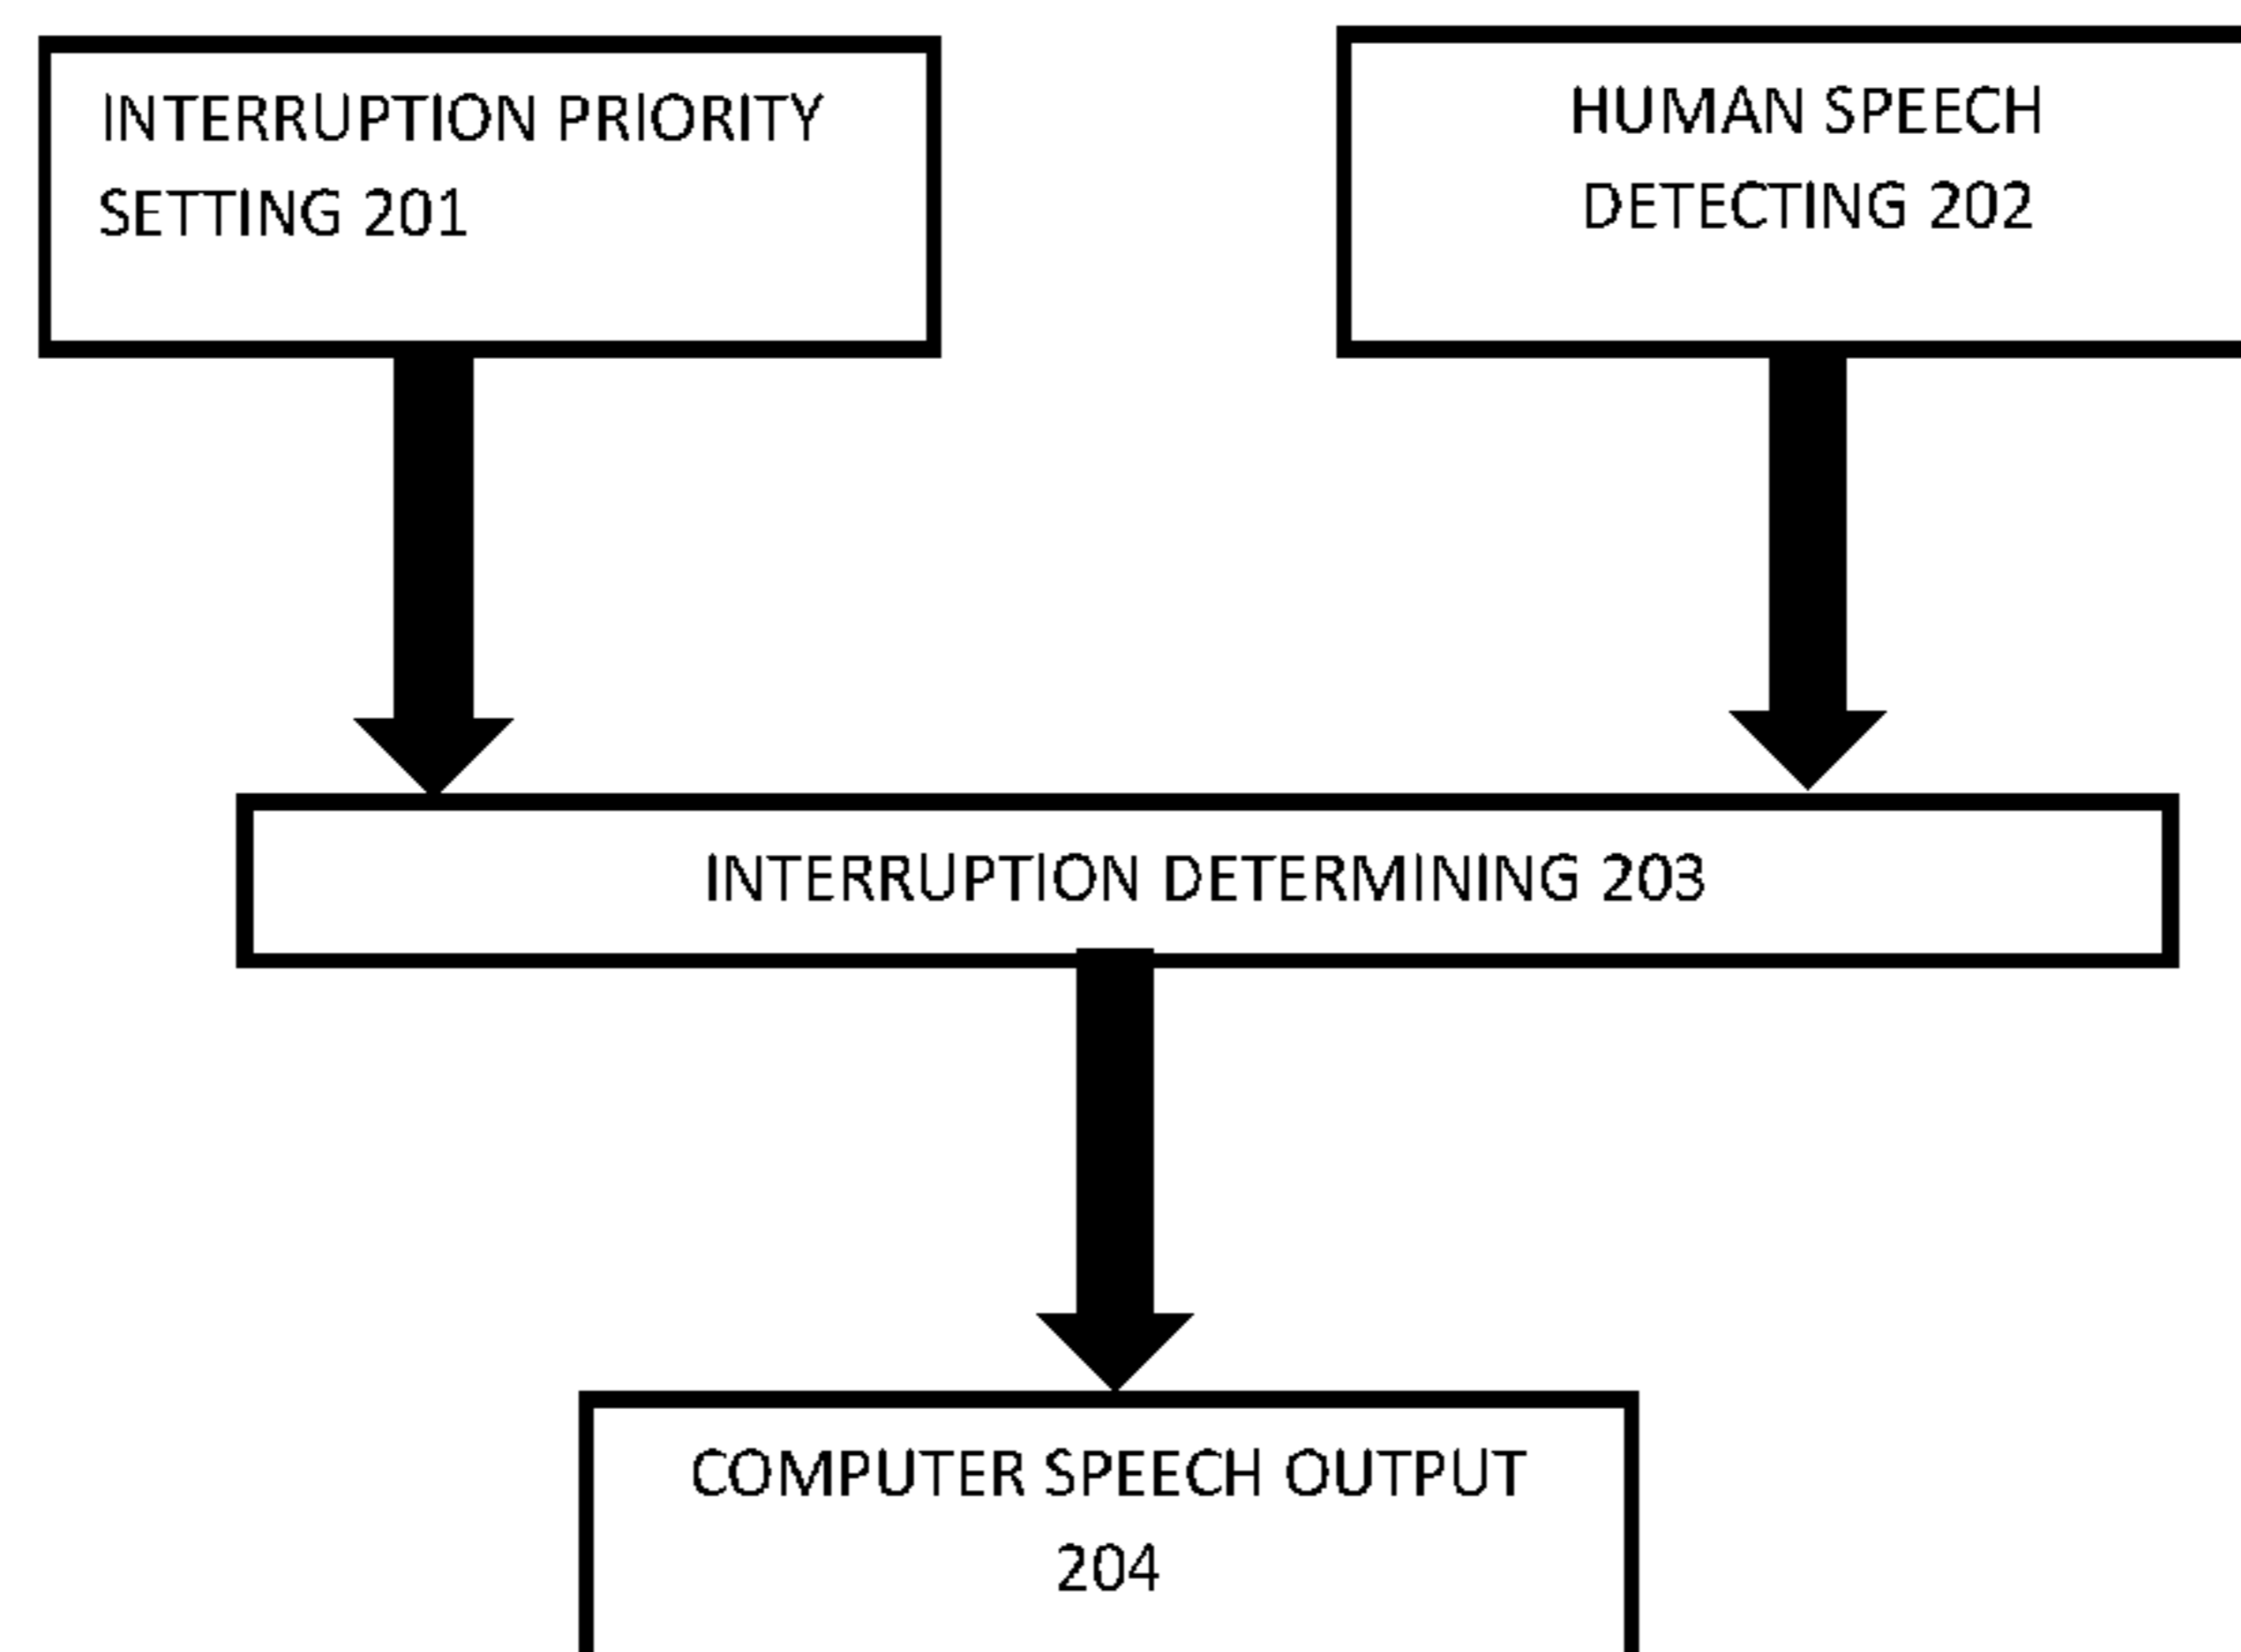 INTERRUPTION PRIORITY
SETTING 201
HUMAN SPEECH
DETECTING 202
INTERRUPTION DETERMINING 203
COMPUTER SPEECH OUTPUT
204